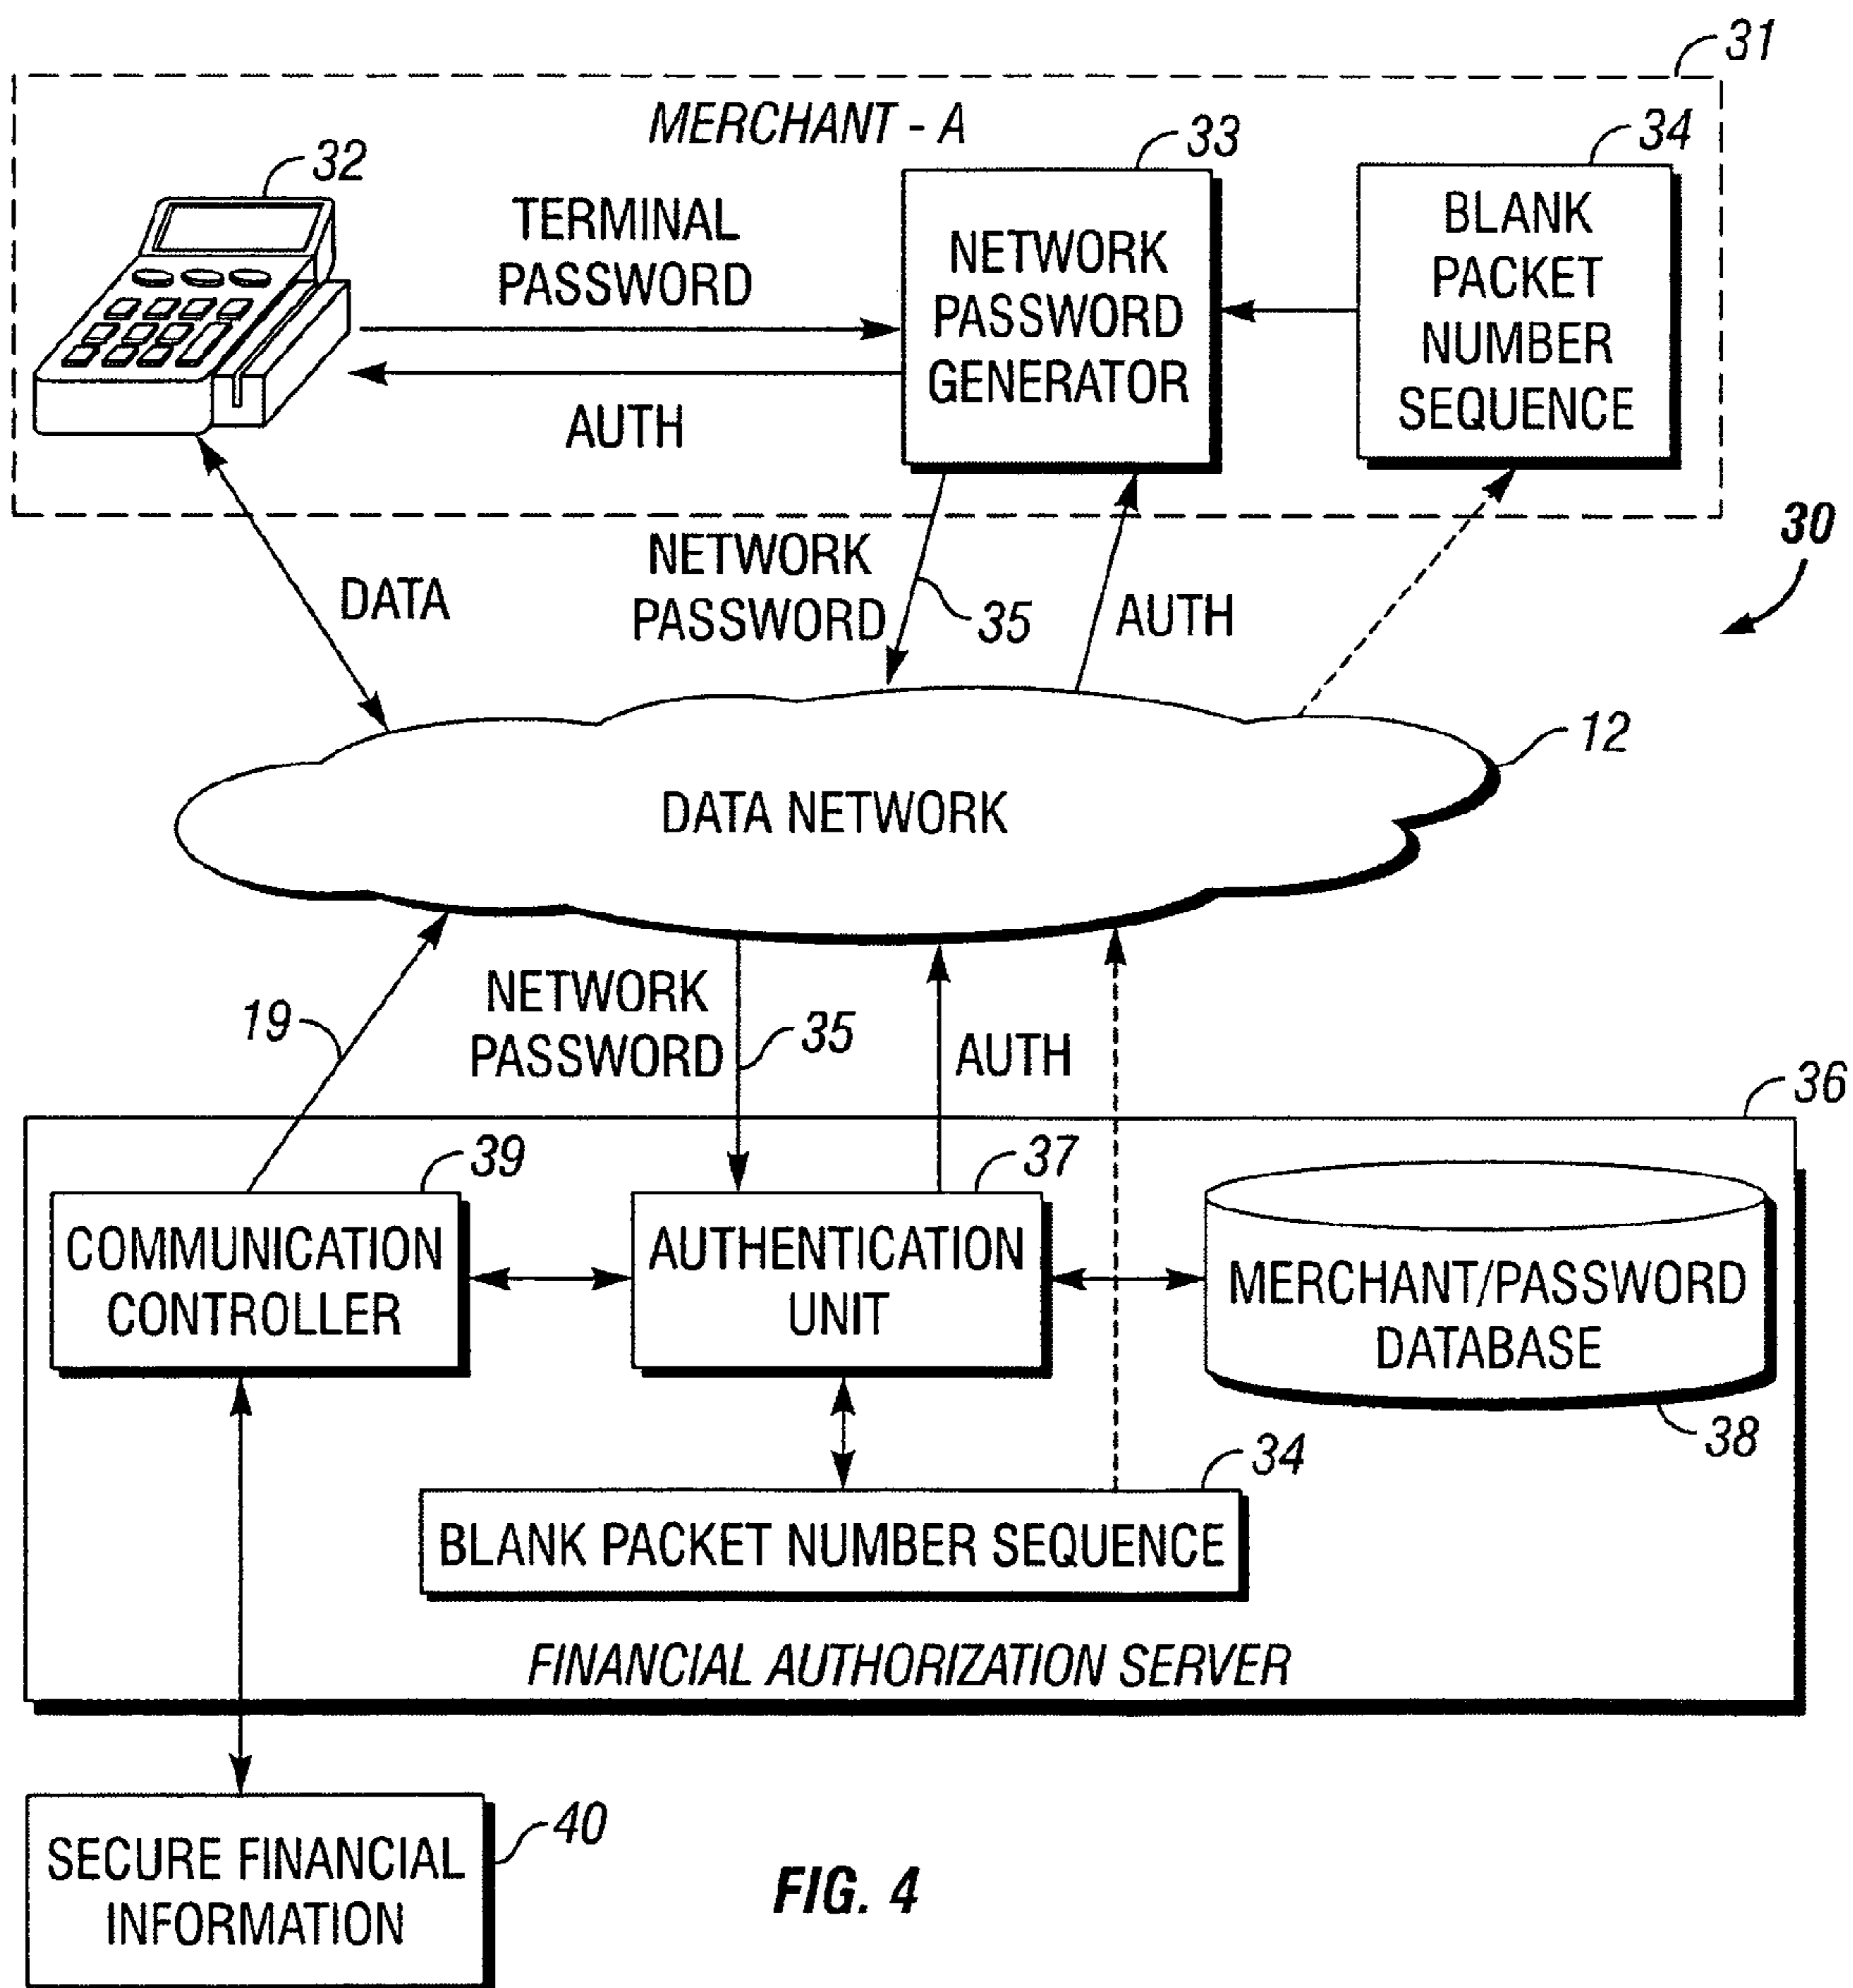 31
MERCHANT - A
32
33
34
TERMINAL
PASSWORD
AUTH
NETWORK
PASSWORD
GENERATOR
BLANK
PACKET
NUMBER
SEQUENCE
30
DATA
NETWORK
PASSWORD
35
AUTH
12
DATA NETWORK
19
NETWORK
PASSWORD
35
AUTH
36
39
37
COMMUNICATION
CONTROLLER
AUTHENTICATION
UNIT
MERCHANT/PASSWORD
DATABASE
38
34
BLANK PACKET NUMBER SEQUENCE
FINANCIAL AUTHORIZATION SERVER
SECURE FINANCIAL
INFORMATION
40
FIG. 4